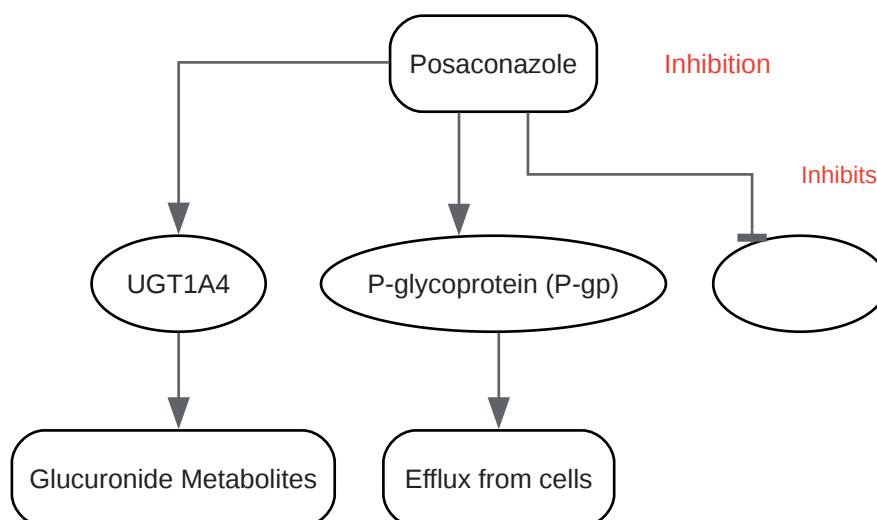 Posaconazole
Inhibition
Inhibits
UGT1A4
P-glycoprotein (P-gp)
Glucuronide Metabolites
Efflux from cells